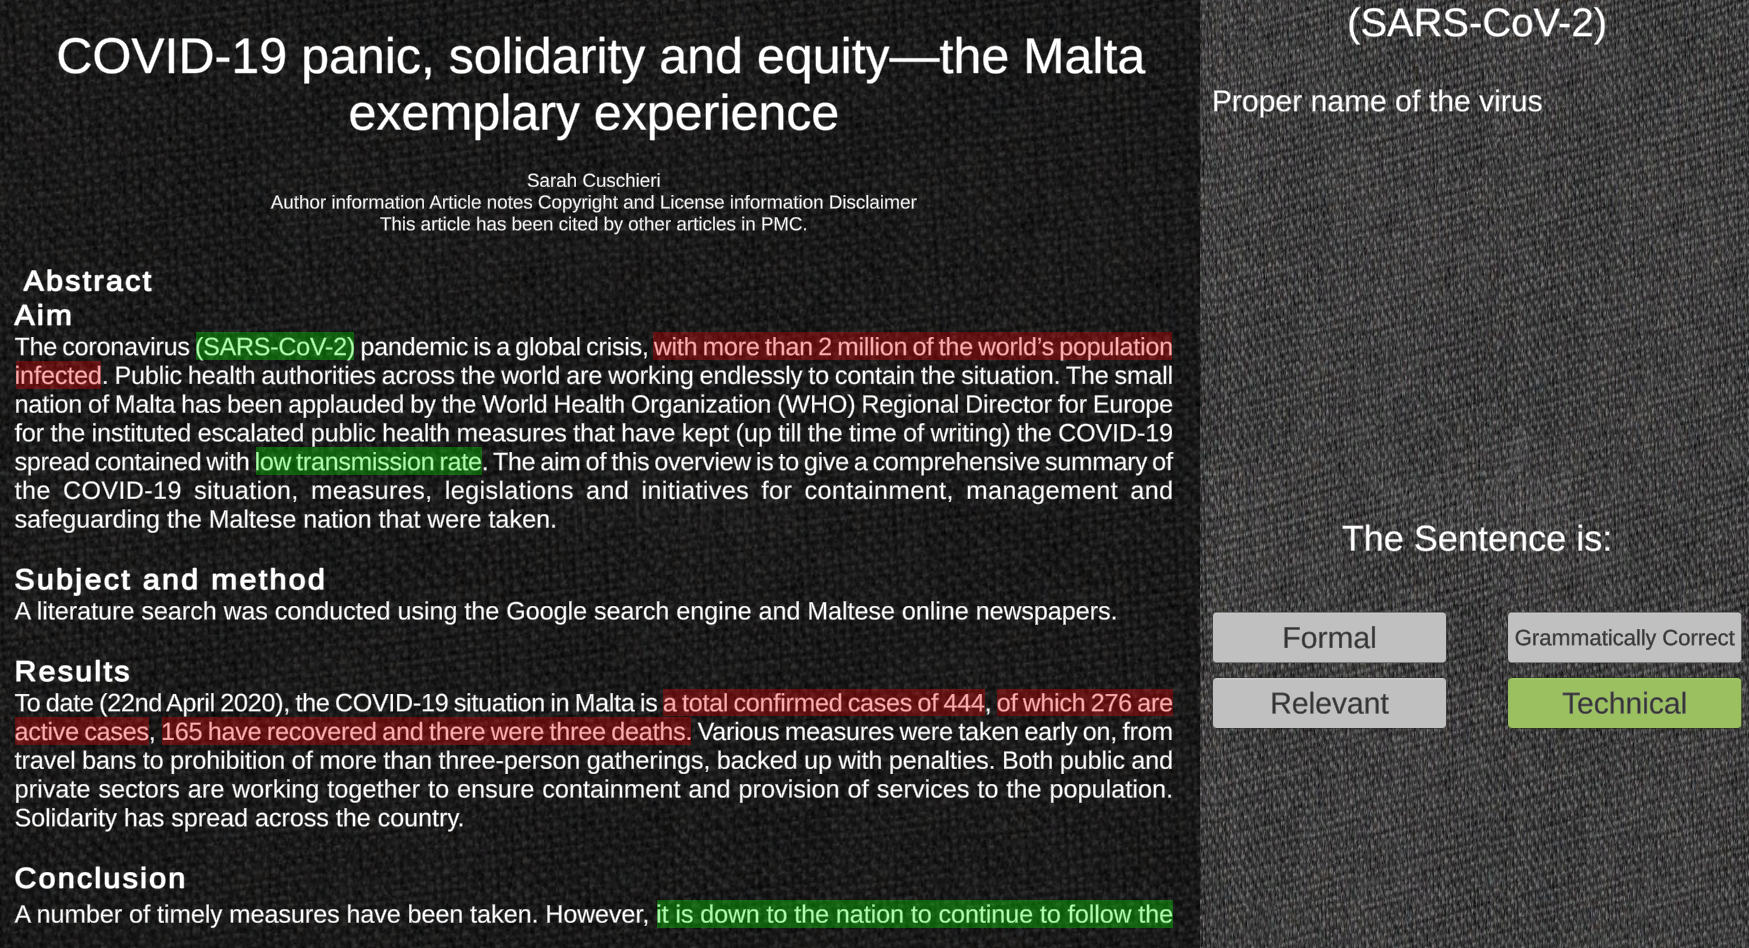 COVID-19 panic, solidarity and equity—the Malta
exemplary experience
Sarah Cuschieri
Author information Article notes Copyright and License information Disclaimer
This article has been cited by other articles in PMC.
Abstract
Aim
The coronavirus (SARS-CoV-2) pandemic is a global crisis, with more than 2 million of the world’s population
infected. Public health authorities across the world are working endlessly to contain the situation. The small
nation of Malta has been applauded by the World Health Organization (WHO) Regional Director for Europe
for the instituted escalated public health measures that have kept (up till the time of writing) the COVID-19
spread contained with low transmission rate. The aim of this overview is to give a comprehensive summary of
the COVID-19 situation, measures, legislations and initiatives for containment, management and
safeguarding the Maltese nation that were taken.
Subject and method
A literature search was conducted using the Google search engine and Maltese online newspapers.
Results
To date (22nd April 2020), the COVID-19 situation in Malta is a total confirmed cases of 444, of which 276 are
active cases, 165 have recovered and there were three deaths. Various measures were taken early on, from
travel bans to prohibition of more than three-person gatherings, backed up with penalties. Both public and
private sectors are working together to ensure containment and provision of services to the population.
Solidarity has spread across the country.
Conclusion
A number of timely measures have been taken. However, it is down to the nation to continue to follow the
(SARS-CoV-2)
Proper name of the virus
The Sentence is:
Formal
Grammatically Correct
Relevant
Technical